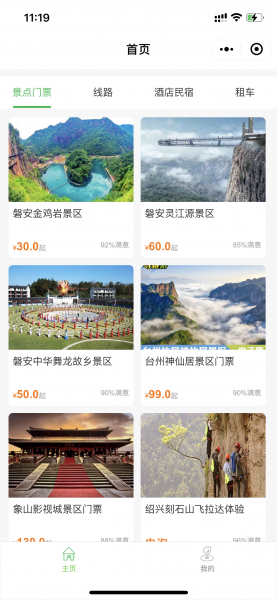 11:19
首页
景点门票 线路 酒店民宿 租车
磐安金鸡岩景区
¥30.0起 92%满意
磐安灵江源景区
¥60.0起 85%满意
磐安中华舞龙故乡景区
¥50.0起 90%满意
台州神仙居景区门票
¥99.0起 90%满意
象山影视城景区门票
¥130.0起 88%满意
绍兴刻石山飞拉达体验
96%满意
主页
我的